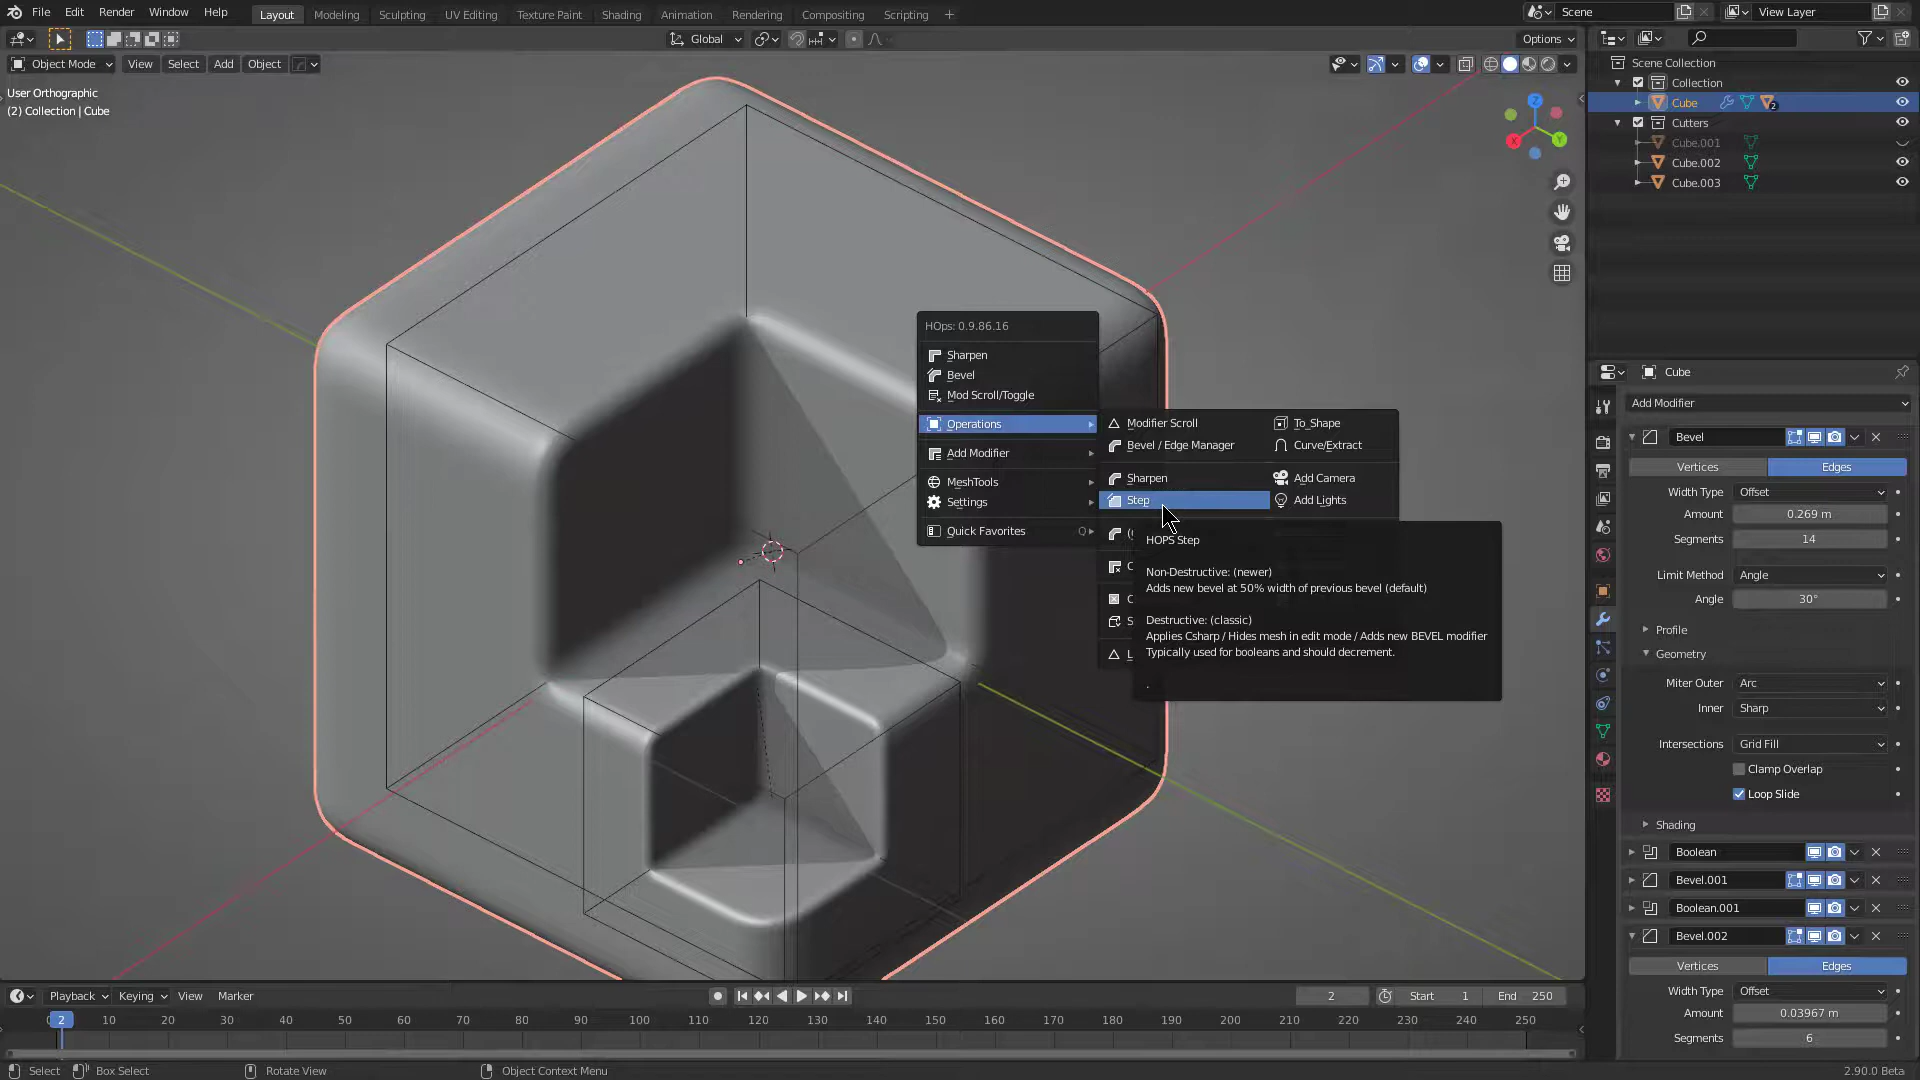 File Edit Render Window Help Layout Modeling Sculpting UV Editing Texture Paint Shading Animation Rendering Compositing Scripting + Scene View Layer
Global Options
Object Mode View Select Add Object
User Orthographic
(2) Collection | Cube
Z
X
Y
Scene Collection
Collection
Cube 2
Cutters
Cube.001
Cube.002
Cube.003
HOps: 0.9.86.16
Sharpen
Bevel
Mod Scroll/Toggle
Operations
Add Modifier
MeshTools
Settings
Quick Favorites Q
Modifier Scroll To_Shape
Bevel / Edge Manager Curve/Extract
Sharpen Add Camera
Step Add Lights
HOPS Step
Non-Destructive: (newer)
Adds new bevel at 50% width of previous bevel (default)
Destructive: (classic)
Applies Csharp / Hides mesh in edit mode / Adds new BEVEL modifier
Typically used for booleans and should decrement.
.
Cube
Add Modifier
Bevel
Vertices Edges
Width Type Offset
Amount 0.269 m
Segments 14
Limit Method Angle
Angle 30°
Profile
Geometry
Miter Outer Arc
Inner Sharp
Intersections Grid Fill
Clamp Overlap
Loop Slide
Shading
Boolean
Bevel.001
Boolean.001
Bevel.002
Vertices Edges
Width Type Offset
Amount 0.03967 m
Segments 6
Playback Keying View Marker 2 Start 1 End 250
2 10 20 30 40 50 60 70 80 90 100 110 120 130 140 150 160 170 180 190 200 210 220 230 240 250
Select Box Select Rotate View Object Context Menu 2.90.0 Beta